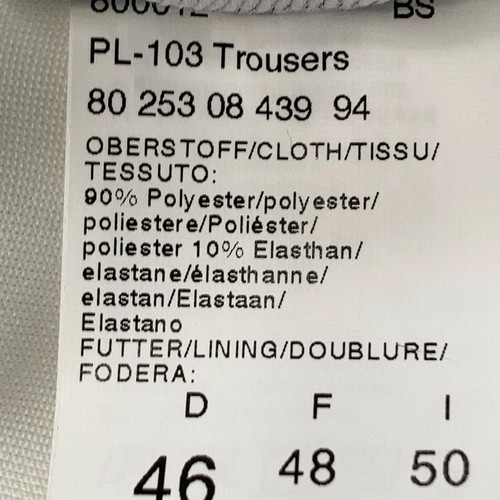 BS
PL-103 Trousers
80 253 08 439 94
OBERSTOFF/CLOTH/TISSU/
TESSUTO:
90% Polyester/polyester/
poliestere/Poliéster/
poliester 10% Elasthan/
elastane/élasthanne/
elastan/Elastaan/
Elastano
FUTTER/LINING/DOUBLURE/
FODERA:
D F I
46 48 50